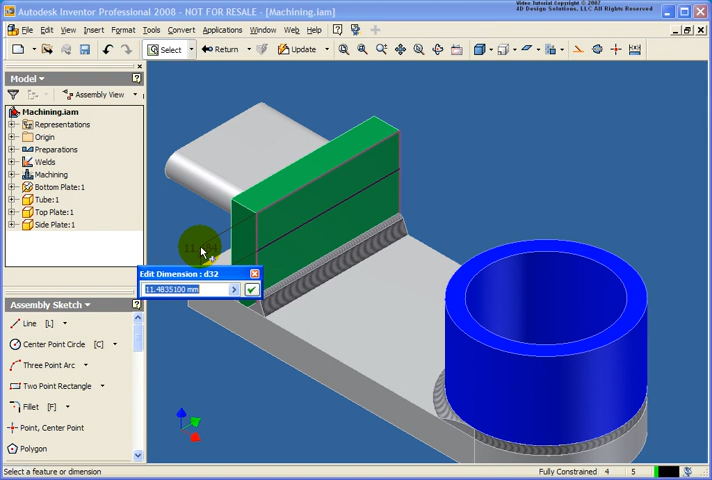 Video Tutorial Copyright © 2007
Autodesk Inventor Professional 2008 - NOT FOR RESALE - [Machining.iam]
4D Design Solutions, LLC All Rights Reserved
File Edit View Insert Format Tools Convert Applications Window Web Help
Select Return Update
Model
Assembly View
Machining.iam
Representations
Origin
Preparations
Welds
Machining
Bottom Plate:1
Tube:1
Top Plate:1
Side Plate:1
11.484
Edit Dimension : d32
11.4835100 mm
Assembly Sketch
Line [L]
Center Point Circle [C]
Three Point Arc
Two Point Rectangle
Fillet [F]
Point, Center Point
Polygon
Select a feature or dimension
Fully Constrained 4 5